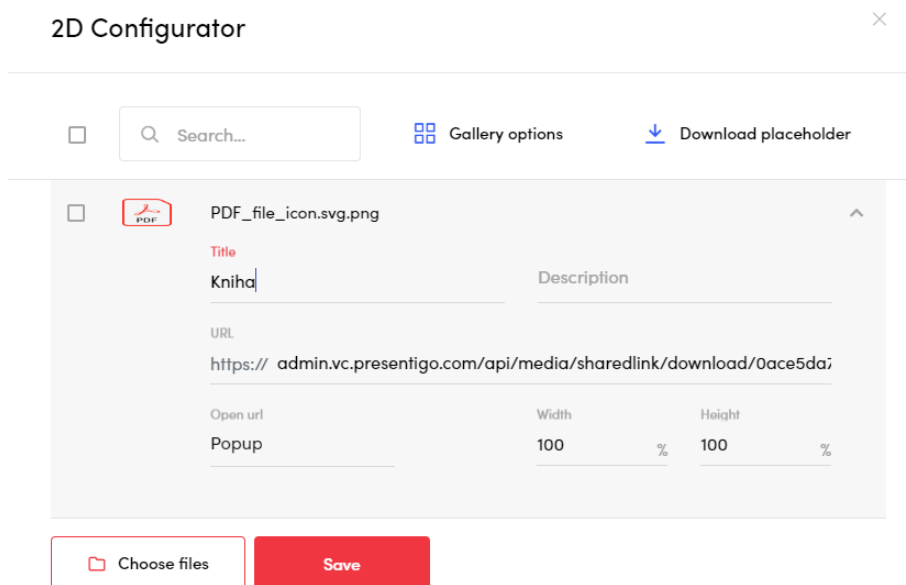 2D Configurator
Search...
Gallery options
Download placeholder
PDF
PDF_file_icon.svg.png
Title
Kniha
Description
URL
https:// admin.vc.presentigo.com/api/media/sharedlink/download/0ace5da7
Open url
Width
Height
Popup
100 %
100 %
Choose files
Save